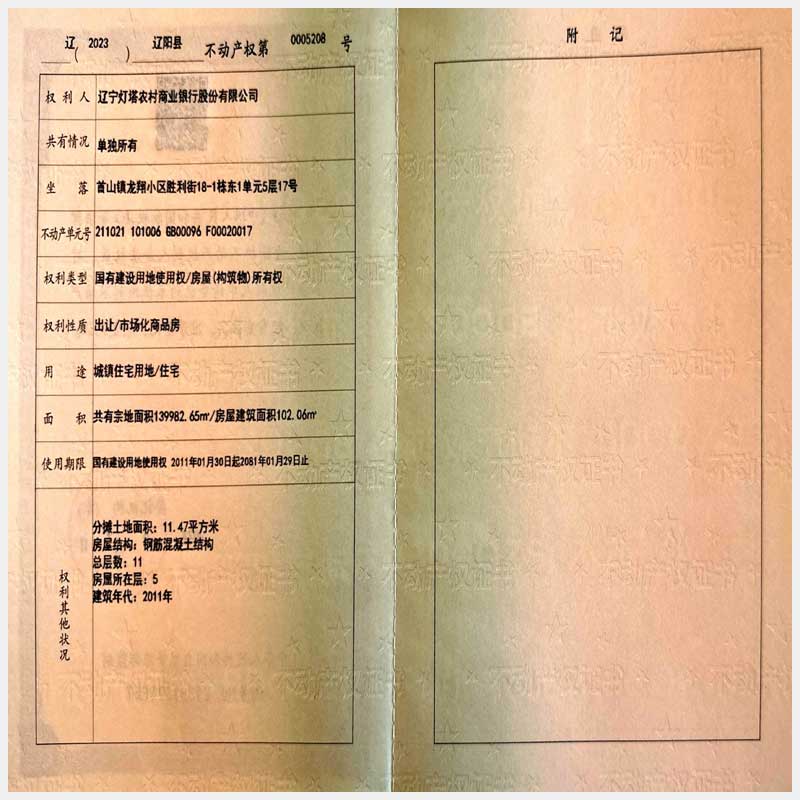 辽(2023)辽阳县不动产权第0005208号
权利人 辽宁灯塔农村商业银行股份有限公司
共有情况 单独所有
坐落 首山镇龙翔小区胜利街18-1栋东1单元5层17号
不动产单元号 211021 101006 GB00096 F00020017
权利类型 国有建设用地使用权/房屋(构筑物)所有权
权利性质 出让/市场化商品房
用途 城镇住宅用地/住宅
面积 共有宗地面积139982.65㎡/房屋建筑面积102.06㎡
使用期限 国有建设用地使用权 2011年01月30日起2081年01月29日止
权利其他状况
分摊土地面积：11.47平方米
房屋结构：钢筋混凝土结构
总层数：11
房屋所在层：5
建筑年代：2011年
附记
不动产权证书